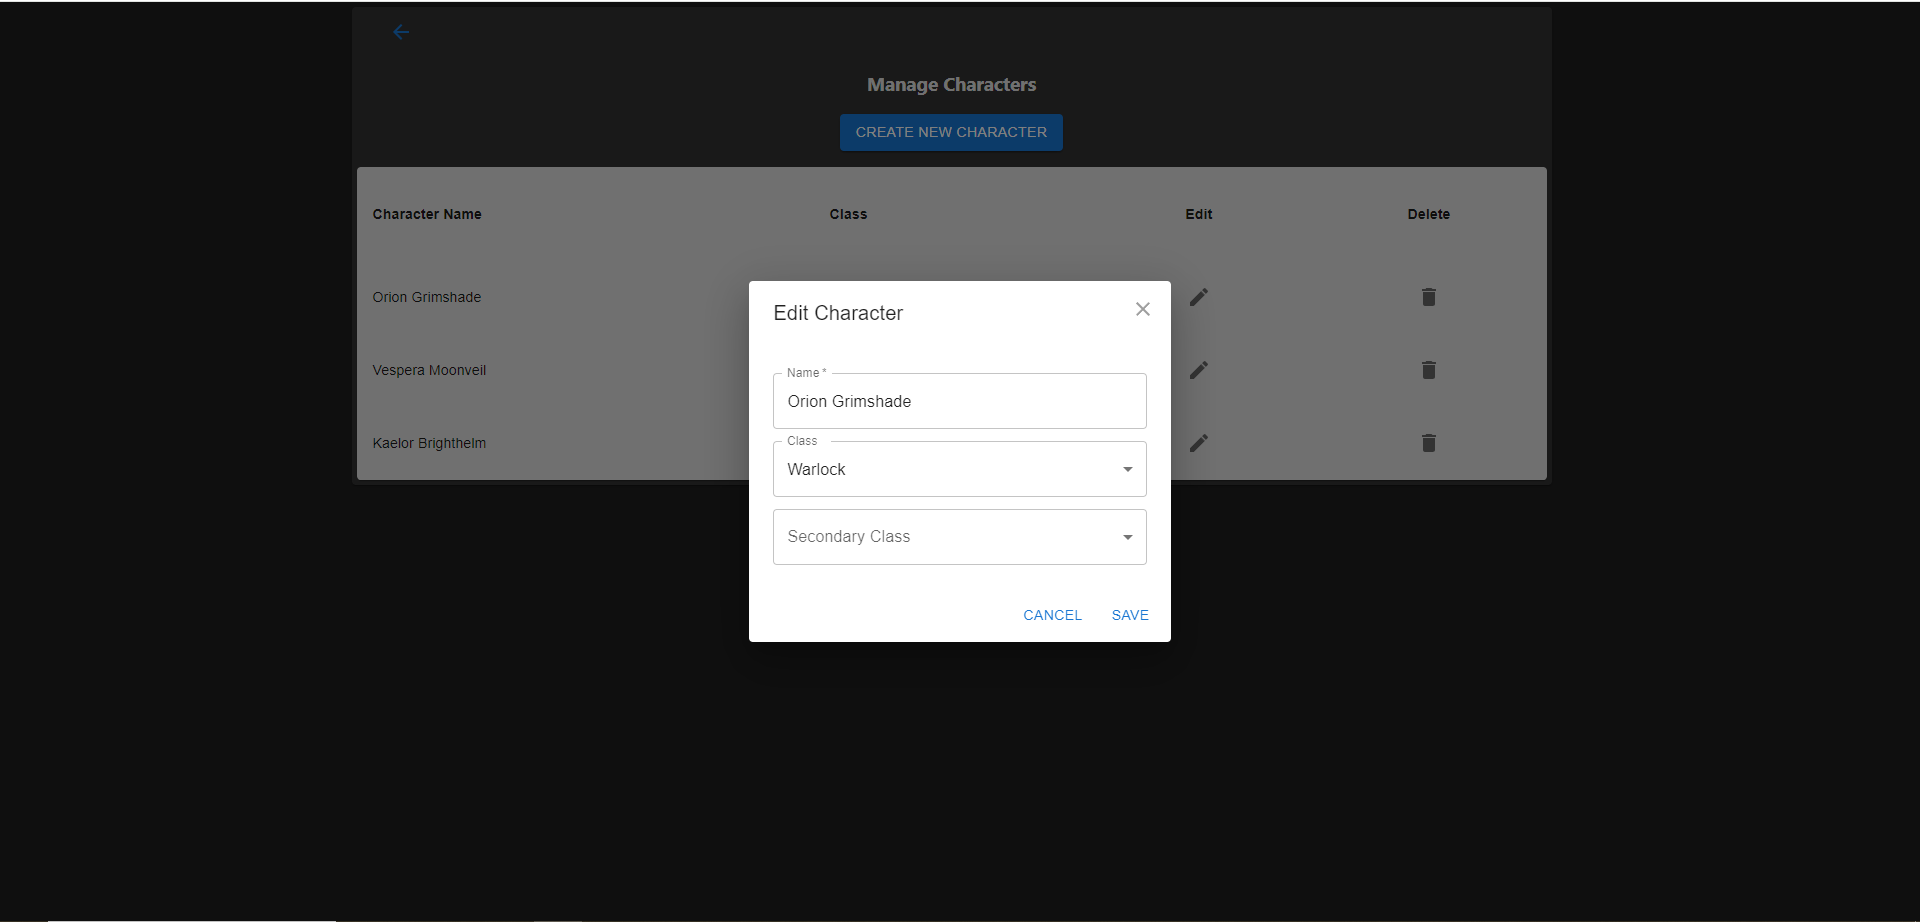 Manage Characters
CREATE NEW CHARACTER
Character Name Class Edit Delete
Orion Grimshade
Vespera Moonveil
Kaelor Brighthelm
Edit Character
Name *
Orion Grimshade
Class
Warlock
Secondary Class
CANCEL SAVE